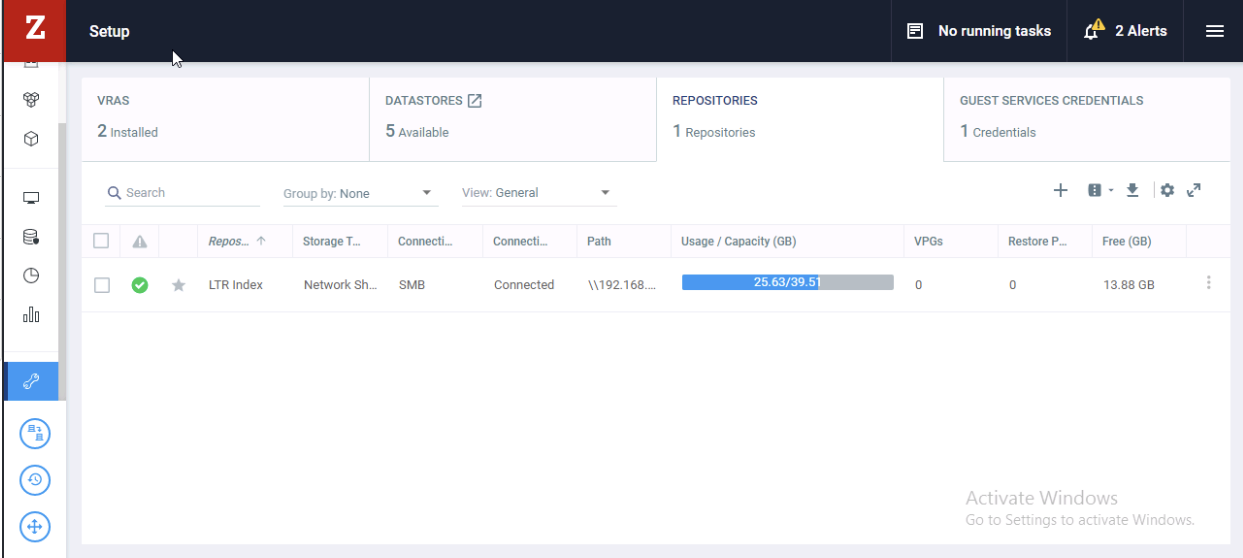 Z
Setup
No running tasks
2 Alerts
VRAS
2 Installed
DATASTORES
5 Available
REPOSITORIES
1 Repositories
GUEST SERVICES CREDENTIALS
1 Credentials
Search
Group by: None
View: General
Repos...
Storage T...
Connecti...
Connecti...
Path
Usage / Capacity (GB)
VPGs
Restore P...
Free (GB)
LTR Index
Network Sh...
SMB
Connected
\\192.168....
25.63/39.51
0
0
13.88 GB
Activate Windows
Go to Settings to activate Windows.